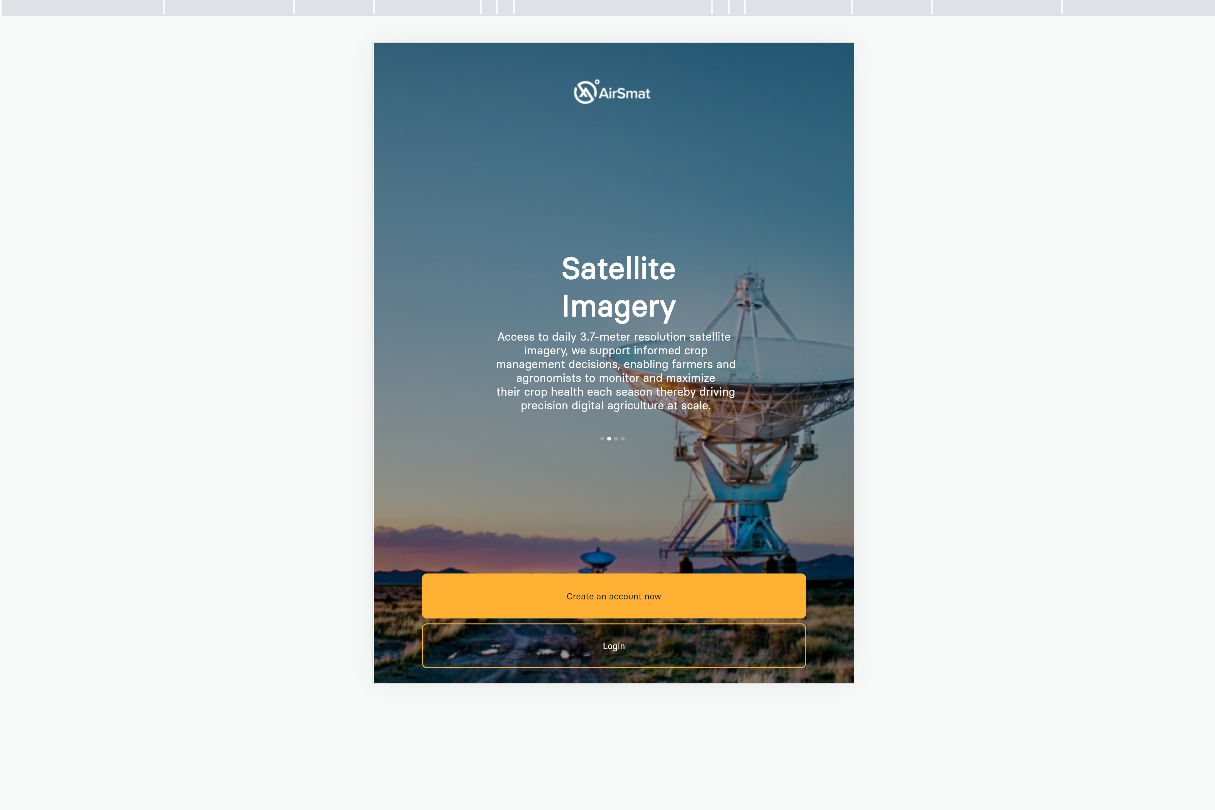 AirSmat
Satellite
Imagery
Access to daily 3.7-meter resolution satellite
imagery, we support informed crop
management decisions, enabling farmers and
agronomists to monitor and maximize
their crop health each season thereby driving
precision digital agriculture at scale.
Create an account now
Login